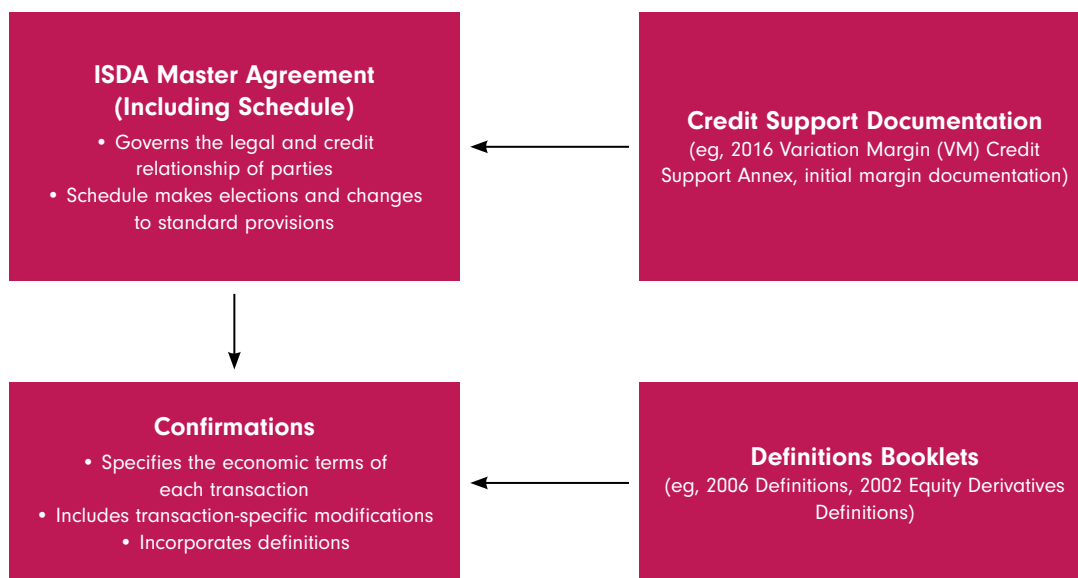 ISDA Master Agreement
(Including Schedule)
• Governs the legal and credit
relationship of parties
• Schedule makes elections and changes
to standard provisions
Credit Support Documentation
(eg, 2016 Variation Margin (VM) Credit
Support Annex, initial margin documentation)
Confirmations
• Specifies the economic terms of
each transaction
• Includes transaction-specific modifications
• Incorporates definitions
Definitions Booklets
(eg, 2006 Definitions, 2002 Equity Derivatives
Definitions)